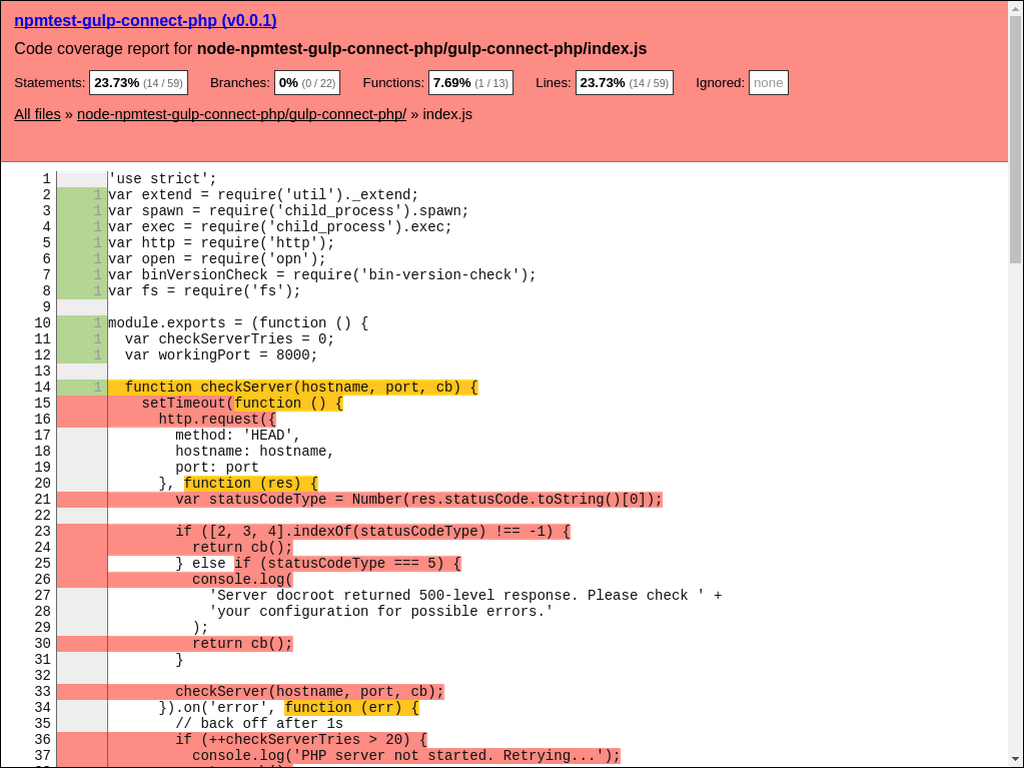 npmtest-gulp-connect-php (v0.0.1)
Code coverage report for node-npmtest-gulp-connect-php/gulp-connect-php/index.js
Statements: 23.73% (14 / 59) Branches: 0% (0 / 22) Functions: 7.69% (1 / 13) Lines: 23.73% (14 / 59) Ignored: none
All files » node-npmtest-gulp-connect-php/gulp-connect-php/ » index.js
1 'use strict';
2 1 var extend = require('util')._extend;
3 1 var spawn = require('child_process').spawn;
4 1 var exec = require('child_process').exec;
5 1 var http = require('http');
6 1 var open = require('opn');
7 1 var binVersionCheck = require('bin-version-check');
8 1 var fs = require('fs');
9
10 1 module.exports = (function () {
11 1 var checkServerTries = 0;
12 1 var workingPort = 8000;
13
14 1 function checkServer(hostname, port, cb) {
15 setTimeout(function () {
16 http.request({
17 method: 'HEAD',
18 hostname: hostname,
19 port: port
20 }, function (res) {
21 var statusCodeType = Number(res.statusCode.toString()[0]);
22
23 if ([2, 3, 4].indexOf(statusCodeType) !== -1) {
24 return cb();
25 } else if (statusCodeType === 5) {
26 console.log(
27 'Server docroot returned 500-level response. Please check ' +
28 'your configuration for possible errors.'
29 );
30 return cb();
31 }
32
33 checkServer(hostname, port, cb);
34 }).on('error', function (err) {
35 // back off after 1s
36 if (++checkServerTries > 20) {
37 console.log('PHP server not started. Retrying...');